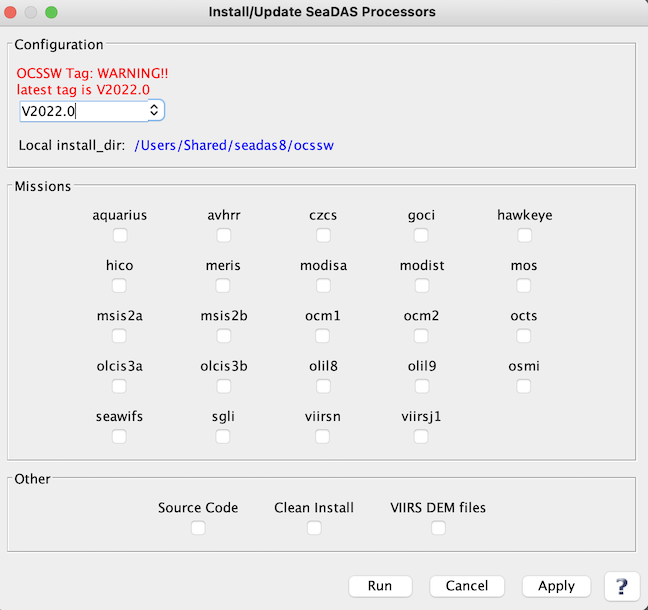 Install/Update SeaDAS Processors
Configuration
OCSSW Tag: WARNING!!
latest tag is V2022.0
V2022.0
Local install_dir: /Users/Shared/seadas8/ocssw
Missions
aquarius avhrr czcs goci hawkeye
hico meris modisa modist mos
msis2a msis2b ocm1 ocm2 octs
olcis3a olcis3b olil8 olil9 osmi
seawifs sgli viirsn viirsj1
Other
Source Code Clean Install VIIRS DEM files
Run Cancel Apply ?